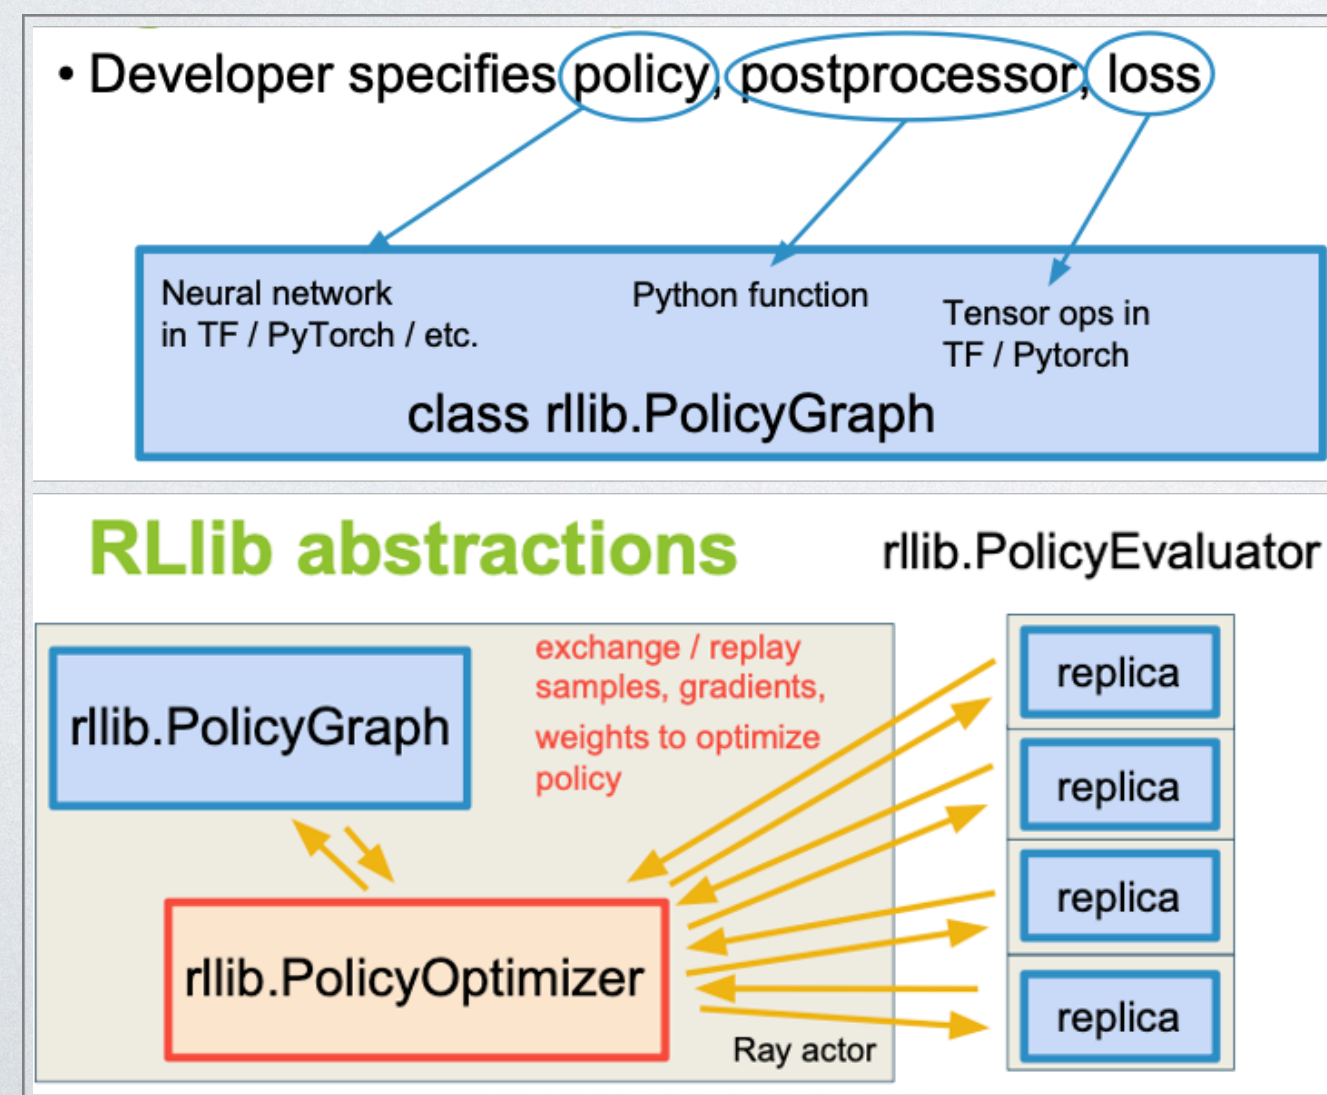 • Developer specifies policy, postprocessor, loss
Neural network
in TF / PyTorch / etc.
Python function
Tensor ops in
TF / Pytorch
class rllib.PolicyGraph
RLlib abstractions
rllib.PolicyEvaluator
rllib.PolicyGraph
exchange / replay
samples, gradients,
weights to optimize
policy
replica
replica
replica
replica
rllib.PolicyOptimizer
Ray actor